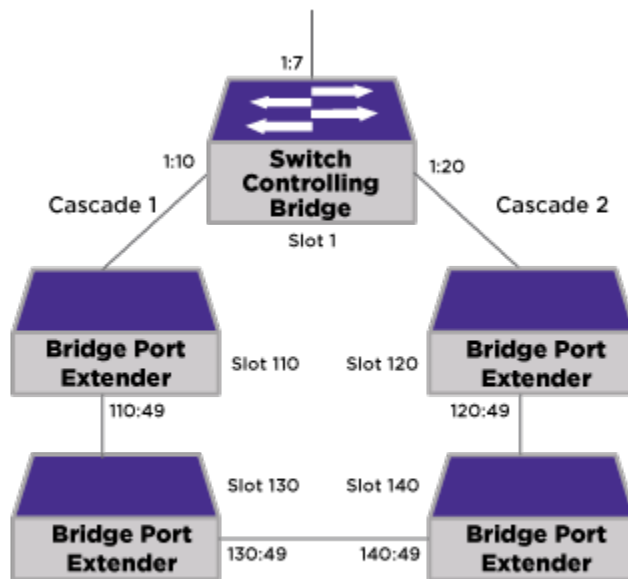 1:7
1:10
Switch
Controlling
Bridge
1:20
Cascade 1
Cascade 2
Slot 1
Bridge Port
Extender
Slot 110
Slot 120
Bridge Port
Extender
110:49
120:49
Slot 130
Slot 140
Bridge Port
Extender
130:49
140:49
Bridge Port
Extender